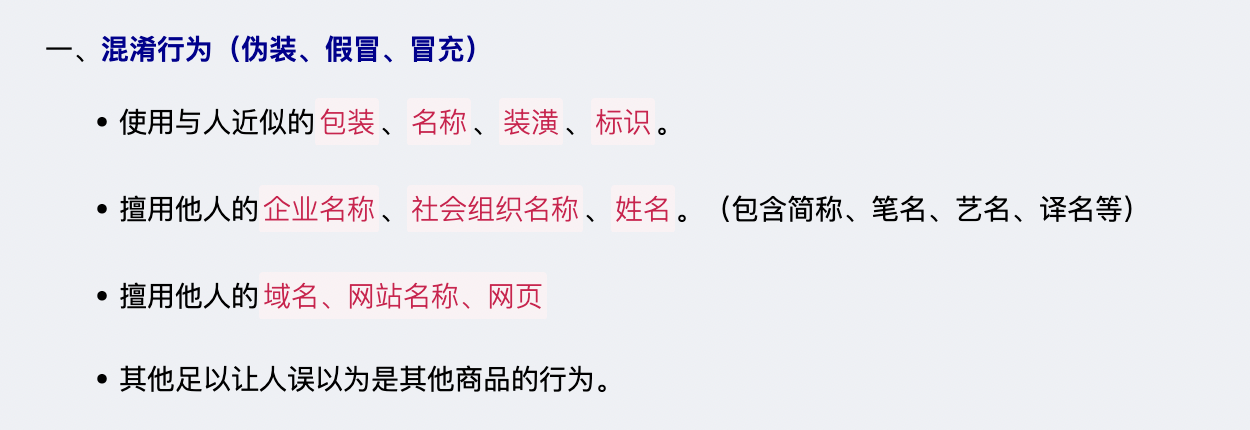 一、混淆行为（伪装、假冒、冒充）
• 使用与人近似的包装、名称、装潢、标识。
• 擅用他人的企业名称、社会组织名称、姓名。（包含简称、笔名、艺名、译名等）
• 擅用他人的域名、网站名称、网页
• 其他足以让人误以为是其他商品的行为。